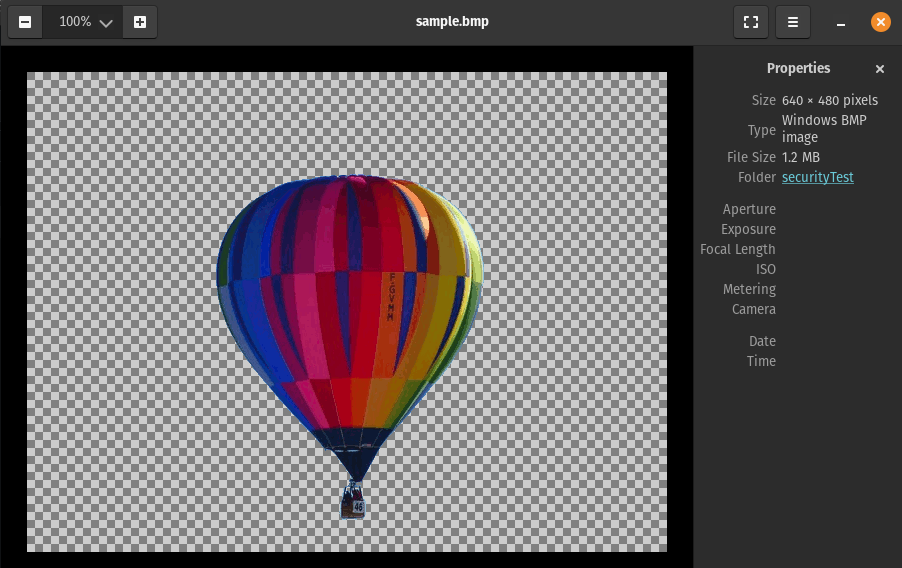 100%
sample.bmp
Properties
Size 640 × 480 pixels
Type Windows BMP
image
File Size 1.2 MB
Folder securityTest
Aperture
Exposure
Focal Length
ISO
Metering
Camera
Date
Time
F-GVMM
46